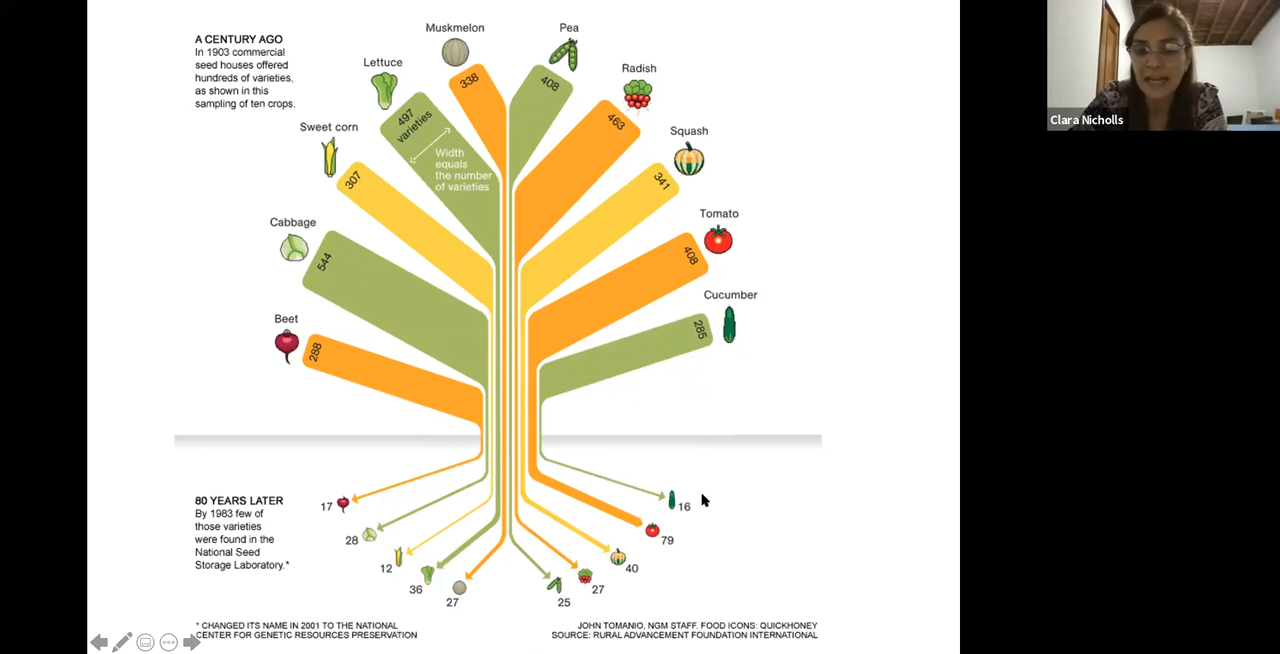 A CENTURY AGO
In 1903 commercial
seed houses offered
hundreds of varieties,
as shown in this
sampling of ten crops.
Muskmelon
338
Pea
408
Lettuce
497
varieties
Width
equals
the number
of varieties
Radish
463
Sweet corn
307
Squash
341
Cabbage
544
Tomato
408
Beet
288
Cucumber
285
80 YEARS LATER
By 1983 few of
those varieties
were found in the
National Seed
Storage Laboratory.*
17
28
12
36
27
25
27
40
79
16
* CHANGED ITS NAME IN 2001 TO THE NATIONAL
CENTER FOR GENETIC RESOURCES PRESERVATION
JOHN TOMANIO, NGM STAFF. FOOD ICONS: QUICKHONEY
SOURCE: RURAL ADVANCEMENT FOUNDATION INTERNATIONAL
Clara Nicholls